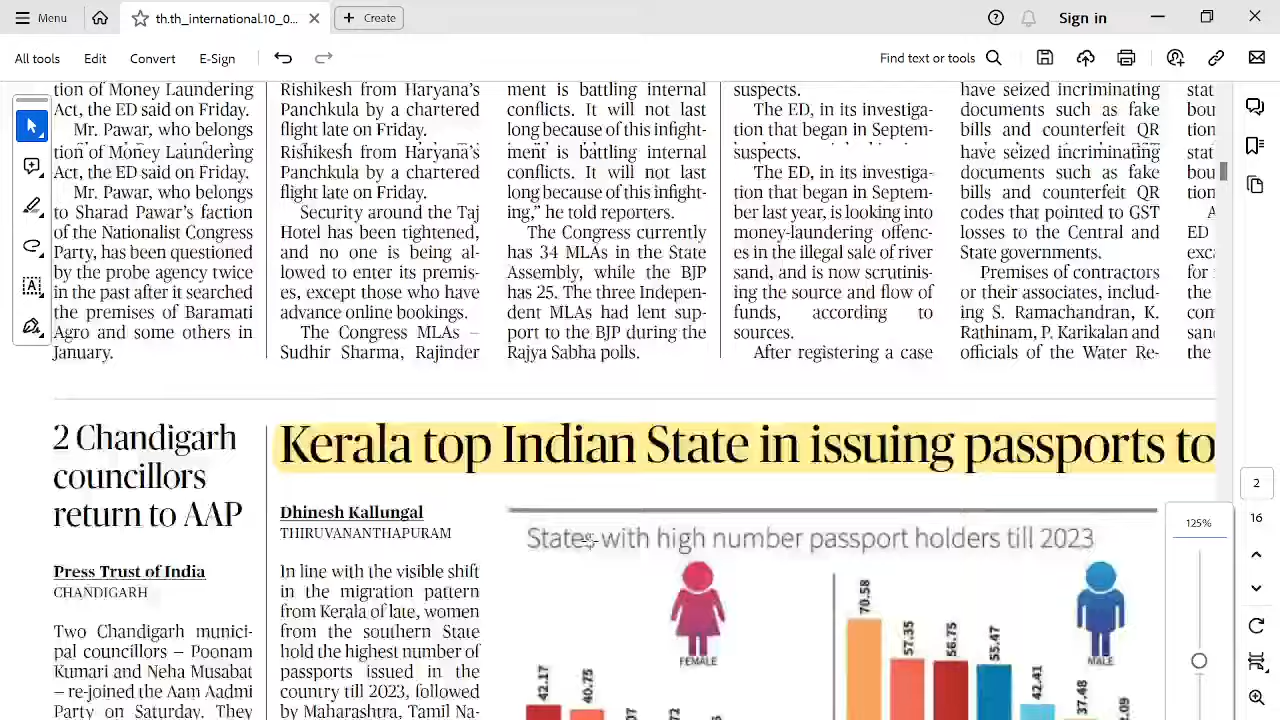 Menu
th.th_international.10_0...
Create
Sign in
All tools
Edit
Convert
E-Sign
Find text or tools
tion of Money Laundering
Act, the ED said on Friday.
Mr. Pawar, who belongs
tion of Money Laundering
Act, the ED said on Friday.
Mr. Pawar, who belongs
to Sharad Pawar's faction
of the Nationalist Congress
Party, has been questioned
by the probe agency twice
in the past after it searched
the premises of Baramati
Agro and some others in
January.
Rishikesh from Haryana's
Panchkula by a chartered
flight late on Friday.
Rishikesh from Haryana's
Panchkula by a chartered
flight late on Friday.
Security around the Taj
Hotel has been tightened,
and no one is being al-
lowed to enter its premis-
es, except those who have
advance online bookings.
The Congress MLAs –
Sudhir Sharma, Rajinder
ment is battling internal
conflicts. It will not last
long because of this infight-
ment is battling internal
conflicts. It will not last
long because of this infight-
ing," he told reporters.
The Congress currently
has 34 MLAs in the State
Assembly, while the BJP
has 25. The three Indepen-
dent MLAs had lent sup-
port to the BJP during the
Rajya Sabha polls.
suspects.
The ED, in its investiga-
tion that began in Septem-
suspects.
The ED, in its investiga-
tion that began in Septem-
ber last year, is looking into
money-laundering offenc-
es in the illegal sale of river
sand, and is now scrutinis-
ing the source and flow of
funds, according to
sources.
After registering a case
have seized incriminating
documents such as fake
bills and counterfeit QR
have seized incriminating
documents such as fake
bills and counterfeit QR
codes that pointed to GST
losses to the Central and
State governments.
Premises of contractors
or their associates, includ-
ing S. Ramachandran, K.
Rathinam, P. Karikalan and
officials of the Water Re-
stat
bou
tion
stat
bou
tion
A
ED
exca
for
the
com
sand
the
2 Chandigarh
councillors
return to AAP
Press Trust of India
CHANDIGARH
Two Chandigarh munici-
pal councillors – Poonam
Kumari and Neha Musabat
– re-joined the Aam Aadmi
Party on Saturday. They
Kerala top Indian State in issuing passports to
Dhinesh Kallungal
THIRUVANANTHAPURAM
In line with the visible shift
in the migration pattern
from Kerala of late, women
from the southern State
hold the highest number of
passports issued in the
country till 2023, followed
by Maharashtra, Tamil Na-
States with high number passport holders till 2023
FEMALE
42.17
40.75
MALE
70.58
57.35
56.75
55.47
42.41
37.48
2
16
125%